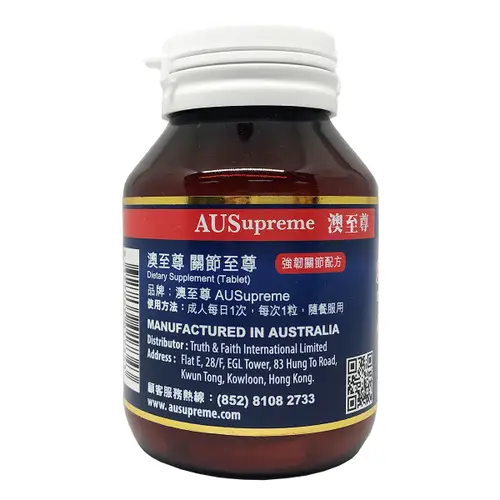 AUSupreme 澳至尊
澳至尊 關節至尊
強韌關節配方
Dietary Supplement (Tablet)
品牌：澳至尊 AUSupreme
使用方法：成人每日1次，每次1粒，隨餐服用
MANUFACTURED IN AUSTRALIA
Distributor : Truth & Faith International Limited
Address : Flat E, 28/F, EGL Tower, 83 Hung To Road,
Kwun Tong, Kowloon, Hong Kong.
顧客服務熱線：(852) 8108 2733
www.ausupreme.com